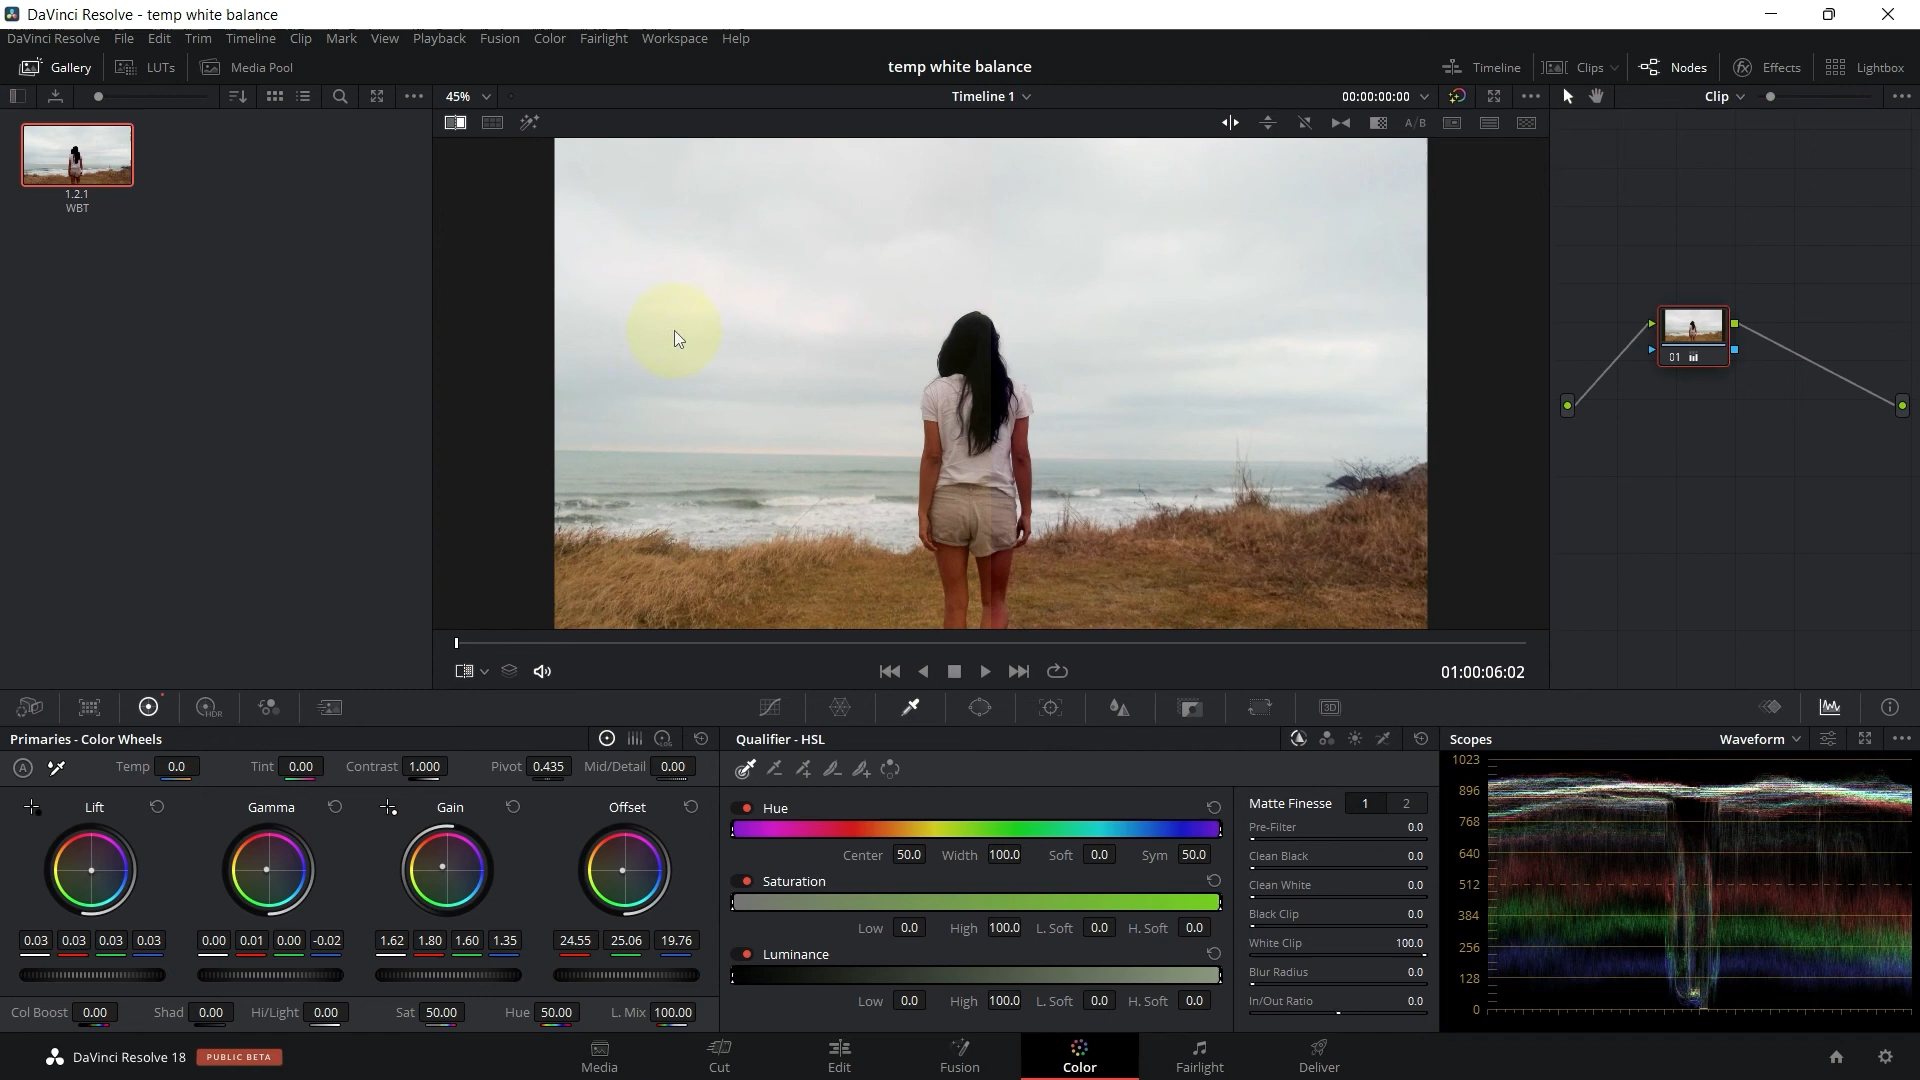 DaVinci Resolve - temp white balance
DaVinci Resolve File Edit Trim Timeline Clip Mark View Playback Fusion Color Fairlight Workspace Help
Gallery LUTs Media Pool temp white balance Timeline Clips Nodes Effects Lightbox
45% Timeline 1 00:00:00:00 Clip
A/B
1.2.1
WBT
01
01:00:06:02
HDR 3D
Primaries - Color Wheels LOG Qualifier - HSL Scopes Waveform
A Temp 0.0 Tint 0.00 Contrast 1.000 Pivot 0.435 Mid/Detail 0.00
Lift Gamma Gain Offset
0.03 0.03 0.03 0.03 0.00 0.01 0.00 -0.02 1.62 1.80 1.60 1.35 24.55 25.06 19.76
Col Boost 0.00 Shad 0.00 Hi/Light 0.00 Sat 50.00 Hue 50.00 L. Mix 100.00
Hue
Center 50.0 Width 100.0 Soft 0.0 Sym 50.0
Saturation
Low 0.0 High 100.0 L. Soft 0.0 H. Soft 0.0
Luminance
Low 0.0 High 100.0 L. Soft 0.0 H. Soft 0.0
Matte Finesse 1 2
Pre-Filter 0.0
Clean Black 0.0
Clean White 0.0
Black Clip 0.0
White Clip 100.0
Blur Radius 0.0
In/Out Ratio 0.0
1023
896
768
640
512
384
256
128
0
DaVinci Resolve 18 PUBLIC BETA
Media Cut Edit Fusion Color Fairlight Deliver